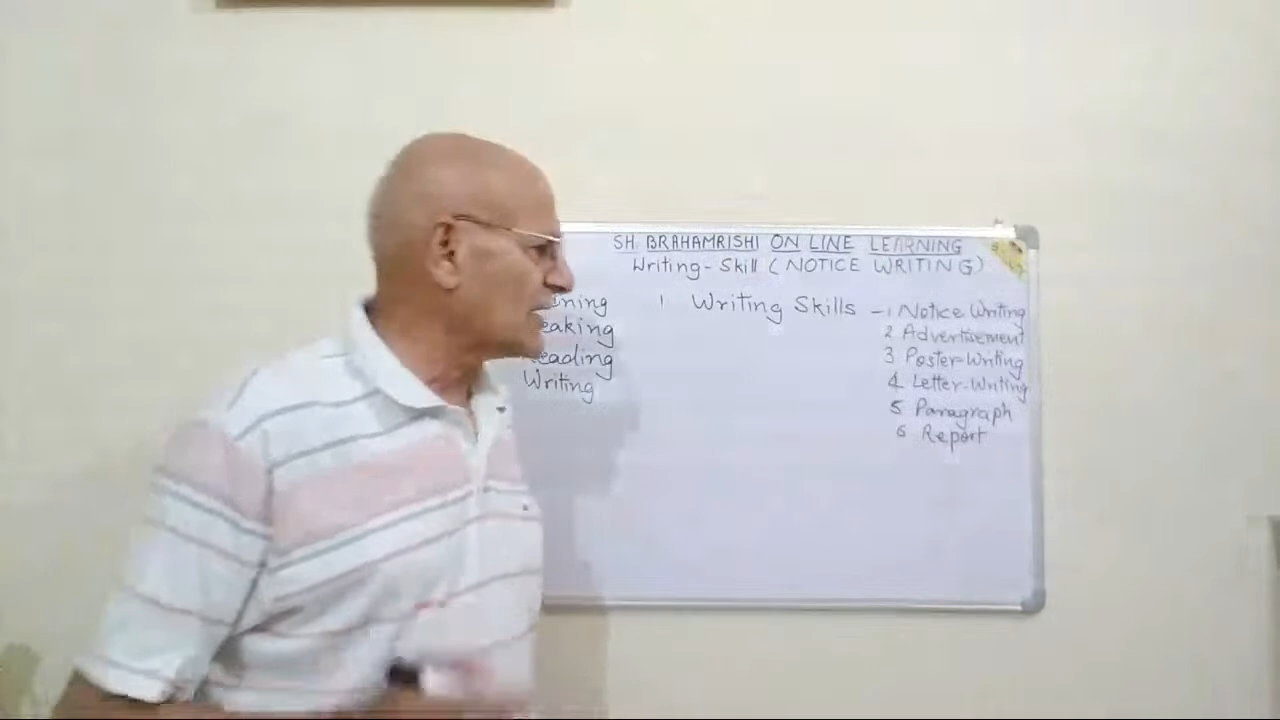 SH BRAHAMRISHI ON LINE LEARNING
Writing-Skill (NOTICE WRITING)
Writing
1 Writing Skills - 1 Notice Writing
2 Advertisement
3 Poster-Writing
4 Letter-Writing
5 Paragraph
6 Report